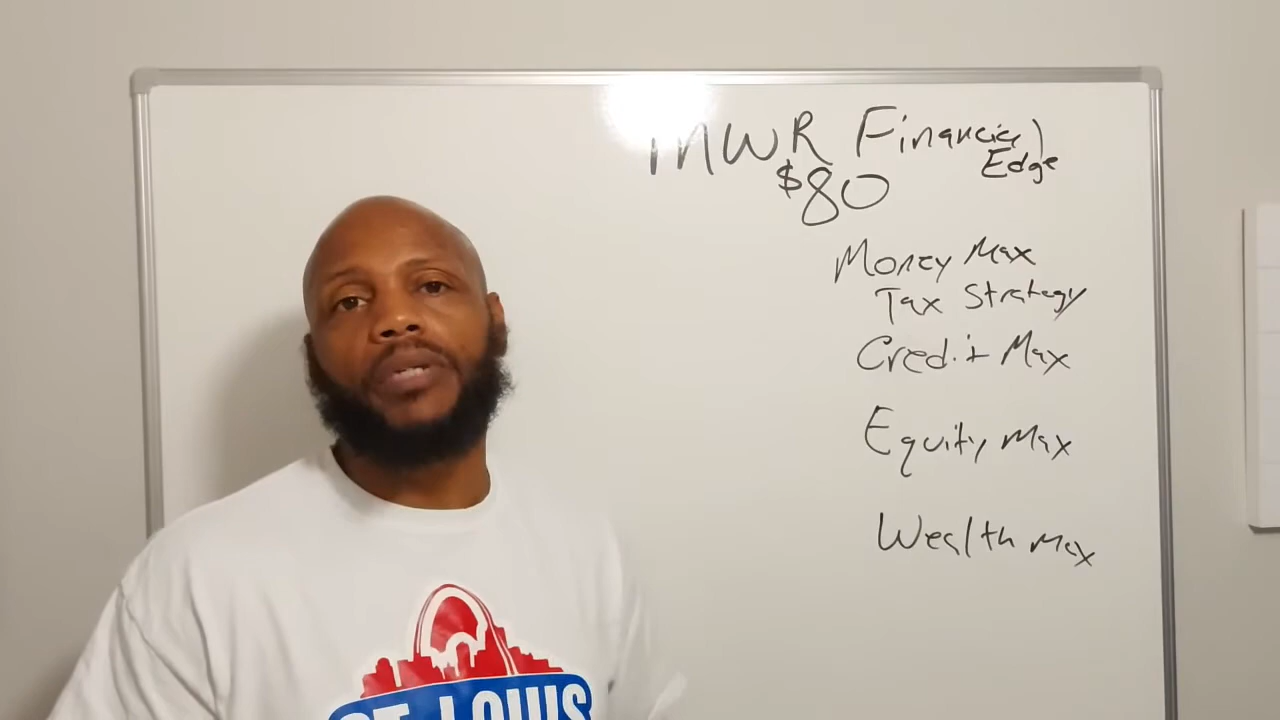 MWR Financial
Edge
$80
Money Max
Tax Strategy
Credit Max
Equity Max
Wealth Max
ST. LOUIS